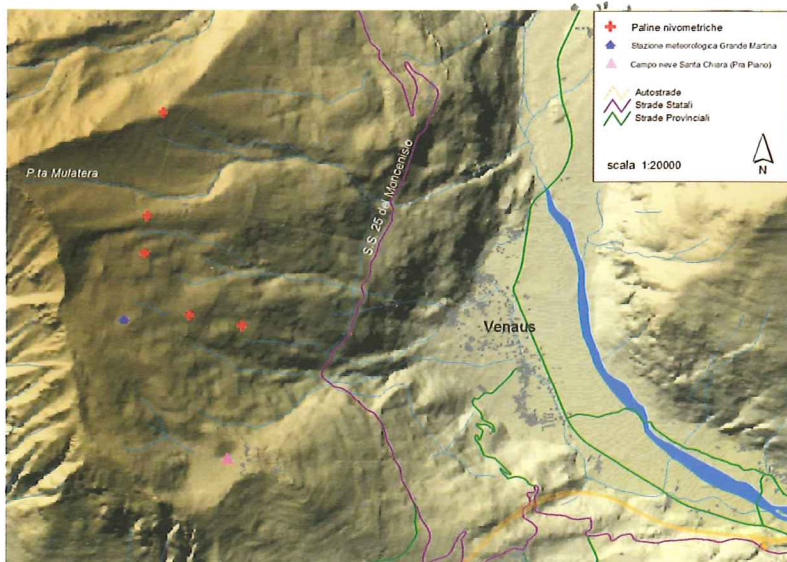 Paline nivometriche
Stazione meteorologica Grande Martina
Campo neve Santa Chiara (Pra Piano)
Autostrade
Strade Statali
Strade Provinciali
scala 1:20000
N
P.ta Mulatera
S.S. 25 del Moncenisio
Venaus